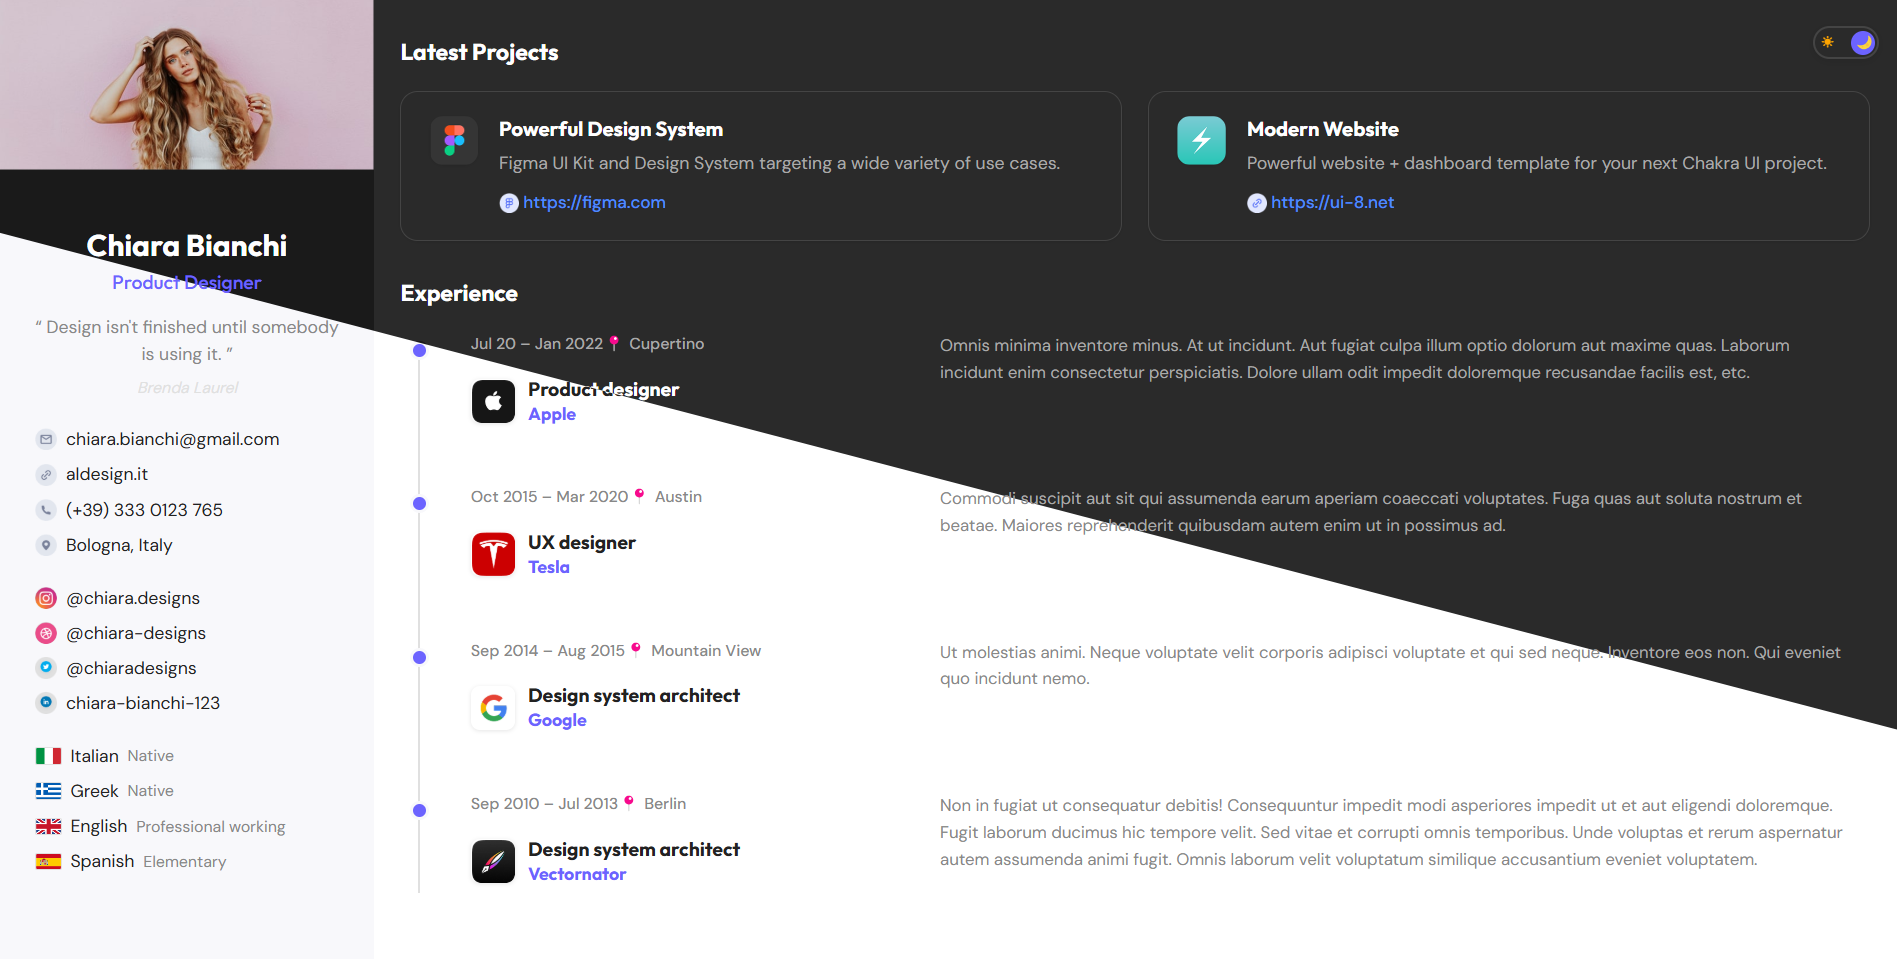 Chiara Bianchi
Product Designer
“ Design isn't finished until somebody
is using it. ”
Brenda Laurel
chiara.bianchi@gmail.com
aldesign.it
(+39) 333 0123 765
Bologna, Italy
@chiara.designs
@chiara-designs
@chiaradesigns
in
chiara-bianchi-123
Italian Native
Greek Native
English Professional working
Spanish Elementary
Latest Projects
Powerful Design System
Figma UI Kit and Design System targeting a wide variety of use cases.
https://figma.com
Modern Website
Powerful website + dashboard template for your next Chakra UI project.
https://ui-8.net
Experience
Jul 20 – Jan 2022 Cupertino
Product designer
Apple
Omnis minima inventore minus. At ut incidunt. Aut fugiat culpa illum optio dolorum aut maxime quas. Laborum
incidunt enim consectetur perspiciatis. Dolore ullam odit impedit doloremque recusandae facilis est, etc.
Oct 2015 – Mar 2020 Austin
UX designer
Tesla
Commodi suscipit aut sit qui assumenda earum aperiam coaeccati voluptates. Fuga quas aut soluta nostrum et
beatae. Maiores reprehenderit quibusdam autem enim ut in possimus ad.
Sep 2014 – Aug 2015 Mountain View
Design system architect
Google
Ut molestias animi. Neque voluptate velit corporis adipisci voluptate et qui sed neque. Inventore eos non. Qui eveniet
quo incidunt nemo.
Sep 2010 – Jul 2013 Berlin
Design system architect
Vectornator
Non in fugiat ut consequatur debitis! Consequuntur impedit modi asperiores impedit ut et aut eligendi doloremque.
Fugit laborum ducimus hic tempore velit. Sed vitae et corrupti omnis temporibus. Unde voluptas et rerum aspernatur
autem assumenda animi fugit. Omnis laborum velit voluptatum similique accusantium eveniet voluptatem.